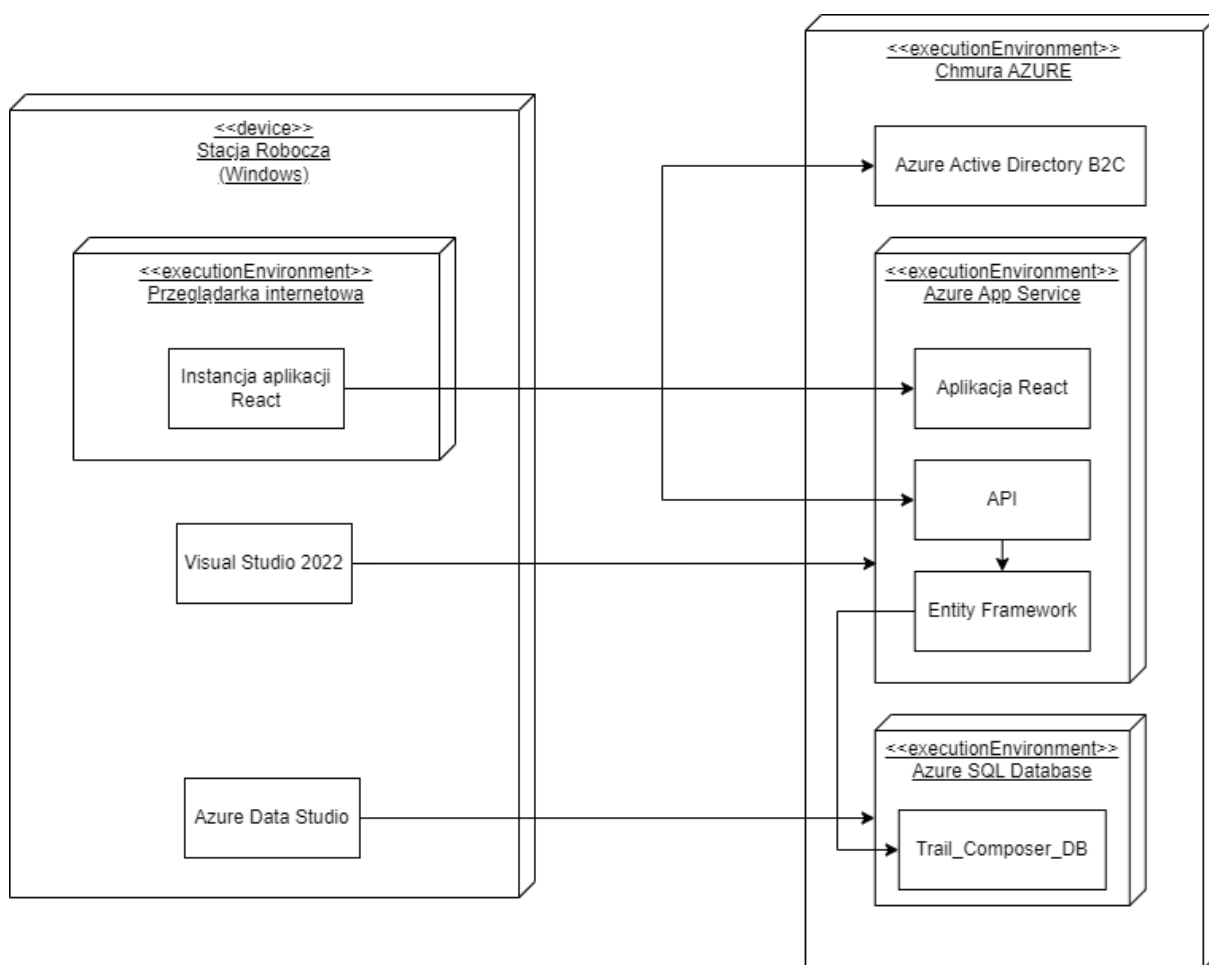 <<executionEnvironment>>
Chmura AZURE
<<device>>
Stacja Robocza
(Windows)
Azure Active Directory B2C
<<executionEnvironment>>
Przeglądarka internetowa
<<executionEnvironment>>
Azure App Service
Instancja aplikacji
React
Aplikacja React
API
Visual Studio 2022
Entity Framework
<<executionEnvironment>>
Azure SQL Database
Azure Data Studio
Trail_Composer_DB